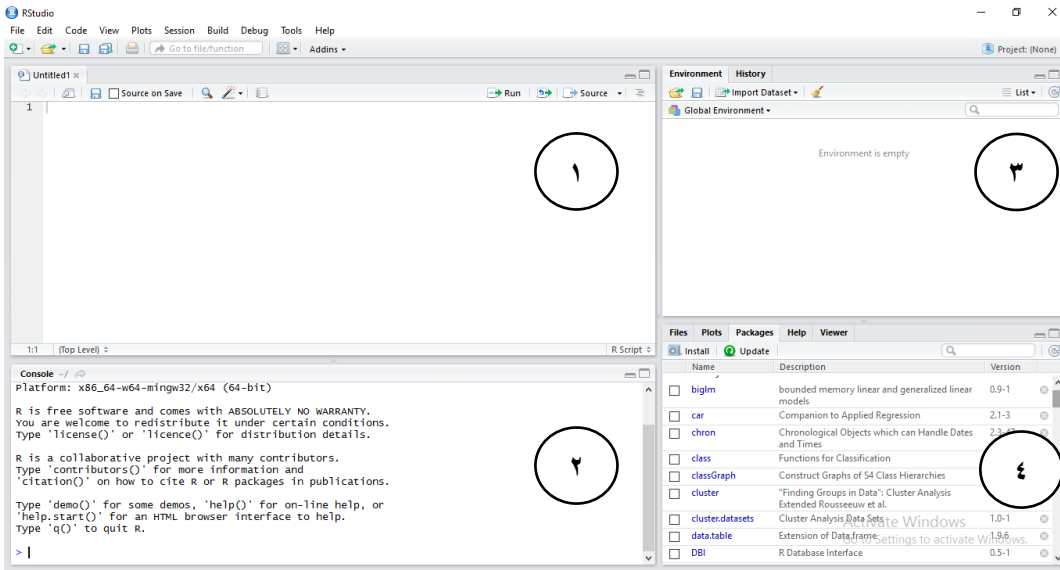 RStudio
File Edit Code View Plots Session Build Debug Tools Help
Go to file/function Addins Project: (None)
Untitled1
Source on Save Run Source
1
١
1:1 (Top Level) R Script
Console ~/
Platform: x86_64-w64-mingw32/x64 (64-bit)
R is free software and comes with ABSOLUTELY NO WARRANTY.
You are welcome to redistribute it under certain conditions.
Type 'license()' or 'licence()' for distribution details.
R is a collaborative project with many contributors.
Type 'contributors()' for more information and
'citation()' on how to cite R or R packages in publications.
Type 'demo()' for some demos, 'help()' for on-line help, or
'help.start()' for an HTML browser interface to help.
Type 'q()' to quit R.
>
٢
Environment History
Import Dataset List
Global Environment
Environment is empty
٣
Files Plots Packages Help Viewer
Install Update
Name Description Version
biglm bounded memory linear and generalized linear 0.9-1
models
car Companion to Applied Regression 2.1-3
chron Chronological Objects which can Handle Dates
and Times
class Functions for Classification
classGraph Construct Graphs of S4 Class Hierarchies
cluster "Finding Groups in Data": Cluster Analysis
Extended Rousseeuw et al.
cluster.datasets Cluster Analysis Data Sets 1.0-1
data.table Extension of Data.frame 1.9.6
DBI R Database Interface 0.5-1
٤
Activate Windows
Go to Settings to activate Windows.